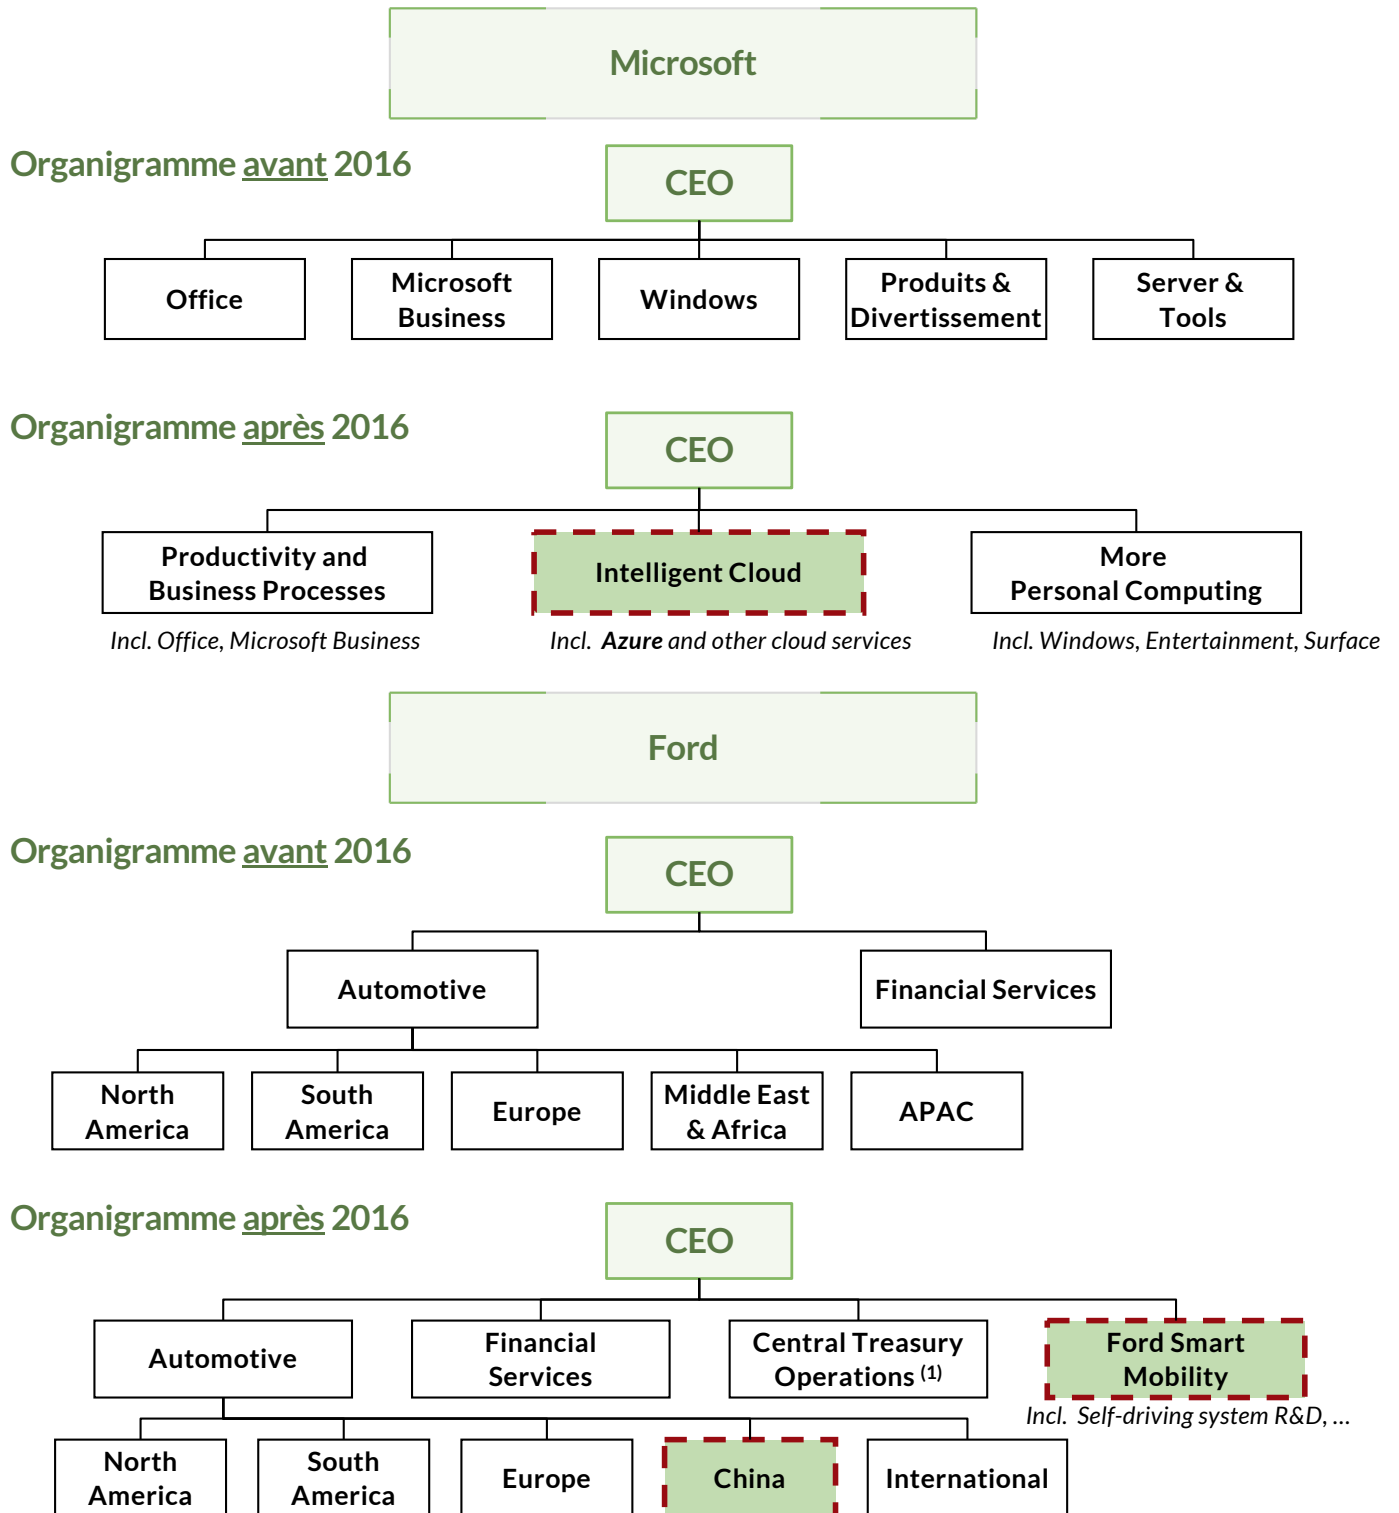 Microsoft
Organigramme avant 2016
CEO
Office
Microsoft
Business
Windows
Produits &
Divertissement
Server &
Tools
Organigramme après 2016
CEO
Productivity and
Business Processes
Intelligent Cloud
More
Personal Computing
Incl. Office, Microsoft Business
Incl. Azure and other cloud services
Incl. Windows, Entertainment, Surface
Ford
Organigramme avant 2016
CEO
Automotive
Financial Services
North
America
South
America
Europe
Middle East
& Africa
APAC
Organigramme après 2016
CEO
Automotive
Financial
Services
Central Treasury
Operations (1)
Ford Smart
Mobility
Incl. Self-driving system R&D, ...
North
America
South
America
Europe
China
International